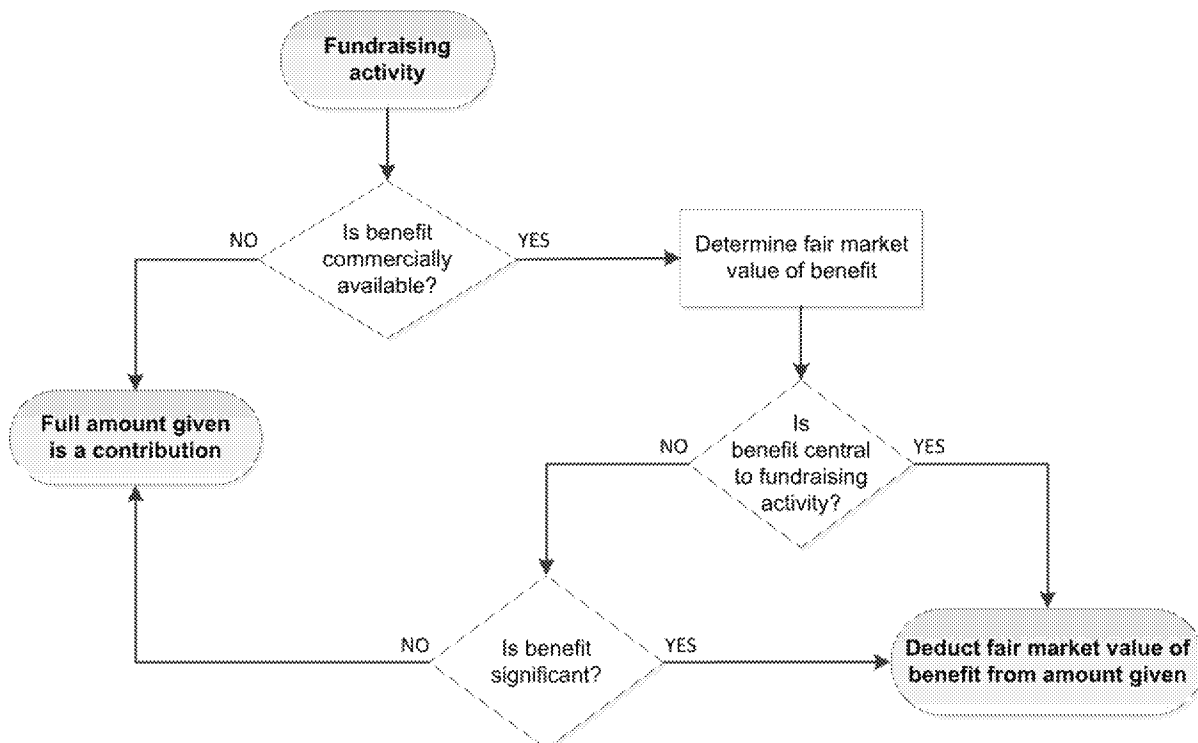 Fundraising
activity
NO
Is benefit
commercially
available?
YES
Determine fair market
value of benefit
Full amount given
is a contribution
NO
Is
benefit central
to fundraising
activity?
YES
NO
Is benefit
significant?
YES
Deduct fair market value of
benefit from amount given